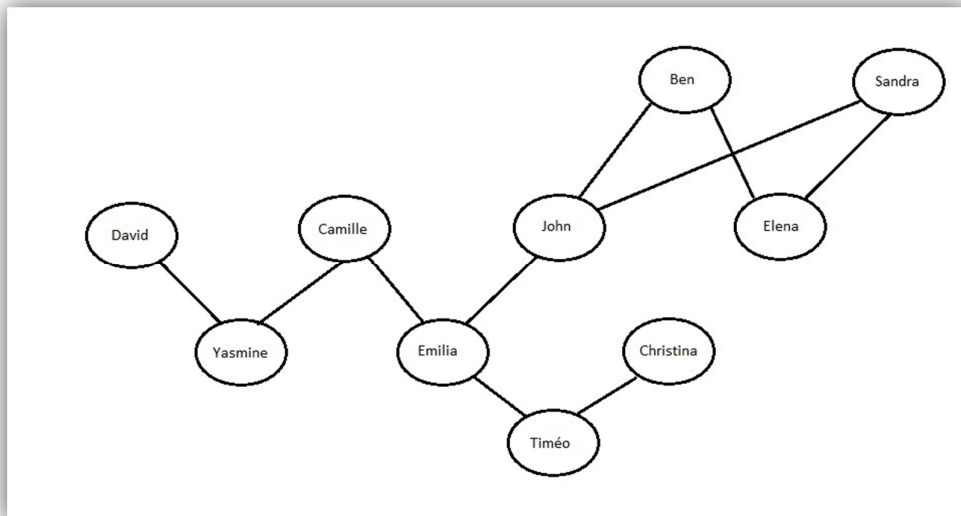 Ben
Sandra
David
Camille
John
Elena
Yasmine
Emilia
Christina
Timéo